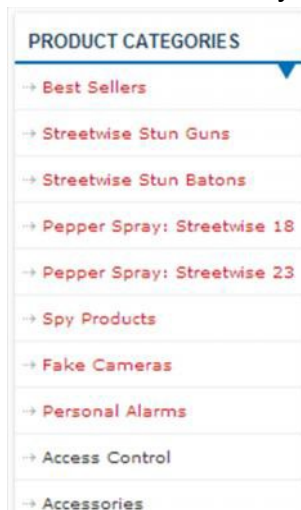 PRODUCT CATEGORIES
→ Best Sellers
→ Streetwise Stun Guns
→ Streetwise Stun Batons
→ Pepper Spray: Streetwise 18
→ Pepper Spray: Streetwise 23
→ Spy Products
→ Fake Cameras
→ Personal Alarms
→ Access Control
→ Accessories